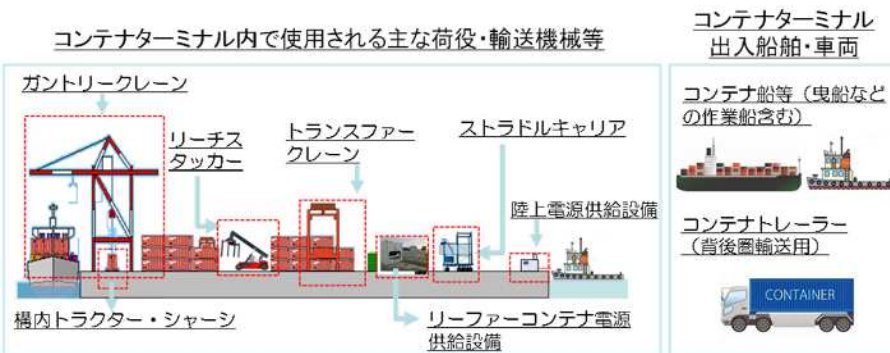 コンテナターミナル内で使用される主な荷役・輸送機械等
ガントリークレーン
リーチス
タッカー
トランスファー
クレーン
ストラドルキャリア
陸上電源供給設備
構内トラクター・シャーシ
リーファーコンテナ電源
供給設備
コンテナターミナル
出入船舶・車両
コンテナ船等（曳船など
の作業船含む）
コンテナトレーラー
（背後圏輸送用）
CONTAINER